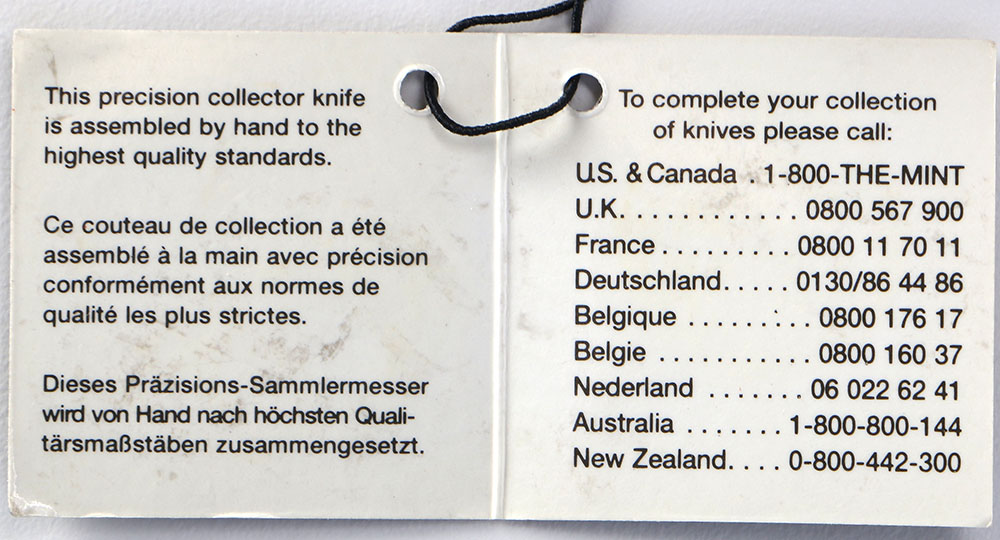 This precision collector knife
is assembled by hand to the
highest quality standards.
Ce couteau de collection a été
assemblé à la main avec précision
conformément aux normes de
qualité les plus strictes.
Dieses Präzisions-Sammlermesser
wird von Hand nach höchsten Quali-
tärsmaßstäben zusammengesetzt.
To complete your collection
of knives please call:
U.S. & Canada . 1-800-THE-MINT
U.K. . . . . . . . . . . . . 0800 567 900
France . . . . . . . . . 0800 11 70 11
Deutschland. . . . . 0130/86 44 86
Belgique . . . . . . . . . 0800 176 17
Belgie . . . . . . . . . . . 0800 160 37
Nederland . . . . . . . 06 022 62 41
Australia . . . . . . . 1-800-800-144
New Zealand. . . . 0-800-442-300